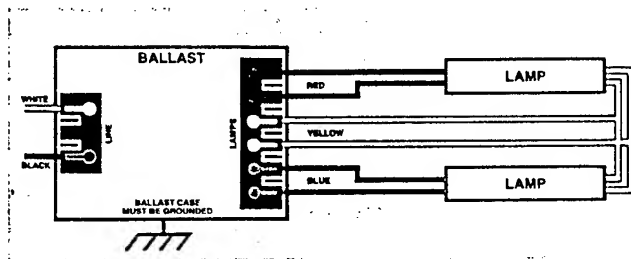 BALLAST
LAMP
RED
WHITE
LINE
LAMPS
YELLOW
BLACK
BLUE
LAMP
BALLAST CASE
MUST BE GROUNDED